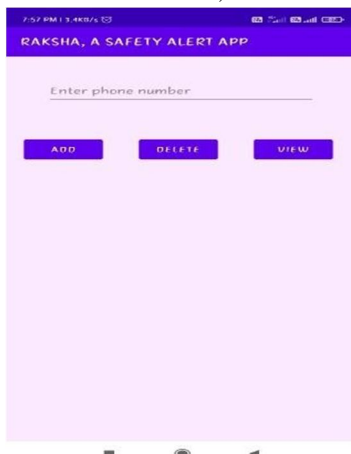 7:57 PM | 3.4KB/s
RAKSHA, A SAFETY ALERT APP
Enter phone number
ADD DELETE VIEW